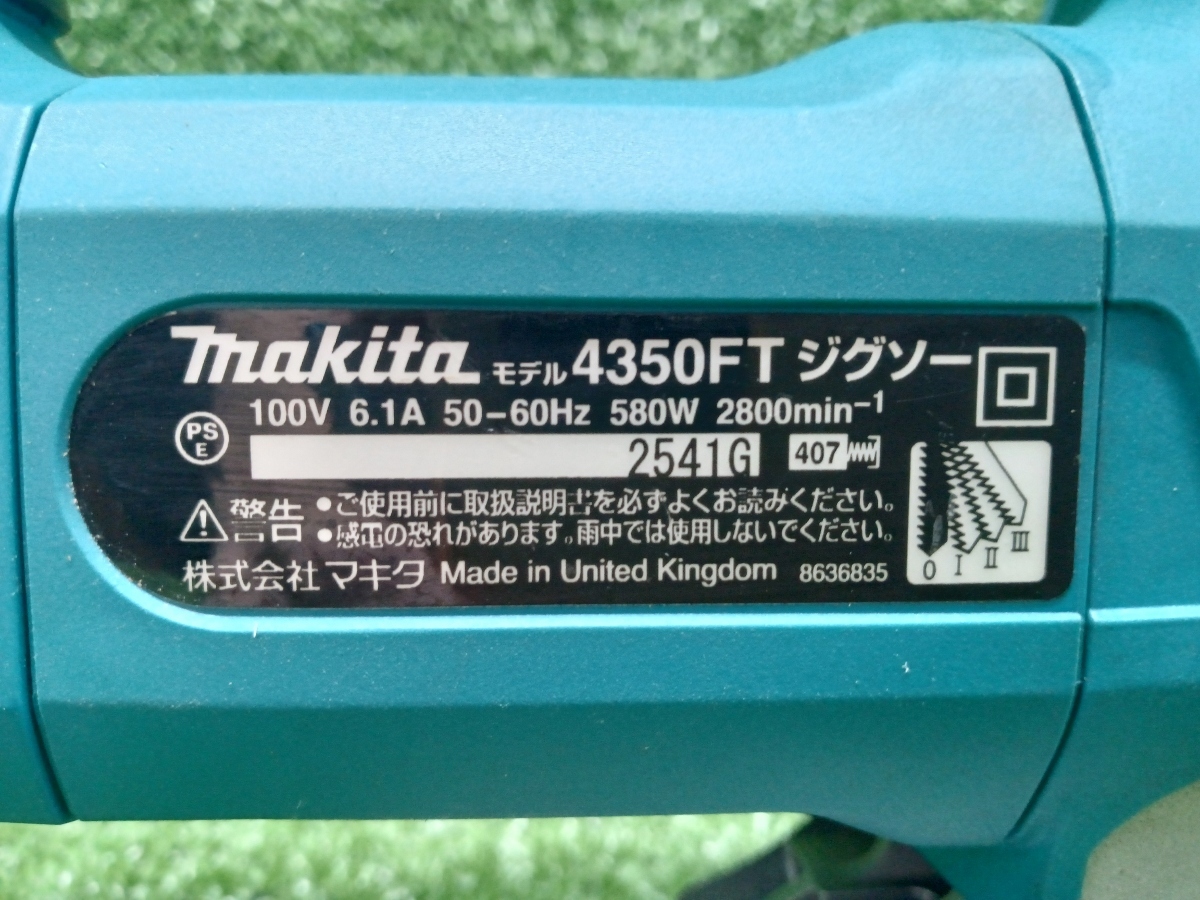 makita モデル 4350FT ジグソー
100V 6.1A 50-60Hz 580W 2800min-1
PS E
2541G
407
警告 •ご使用前に取扱説明書を必ずよくお読みください。
•感電の恐れがあります。雨中では使用しないでください。
株式会社マキタ Made in United Kingdom 8636835
0 I II III